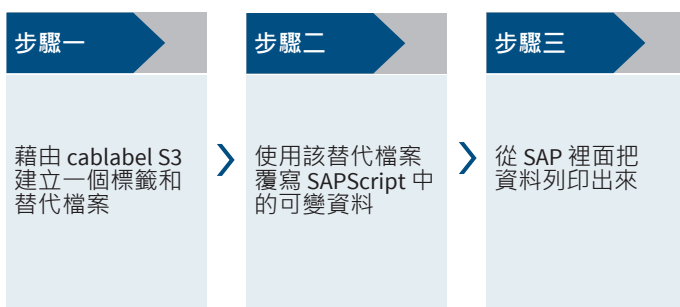 步驟一
藉由 cablabel S3
建立一個標籤和
替代檔案
步驟二
使用該替代檔案
覆寫 SAPScript 中
的可變資料
步驟三
從 SAP 裡面把
資料列印出來